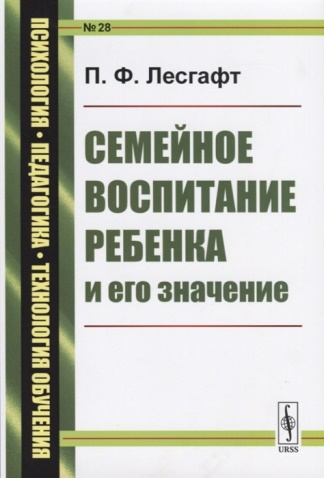 № 28
П. Ф. Лесгафт
СЕМЕЙНОЕ
ВОСПИТАНИЕ
РЕБЕНКА
и его значение
ПСИХОЛОГИЯ • ПЕДАГОГИКА • ТЕХНОЛОГИЯ ОБУЧЕНИЯ
URSS